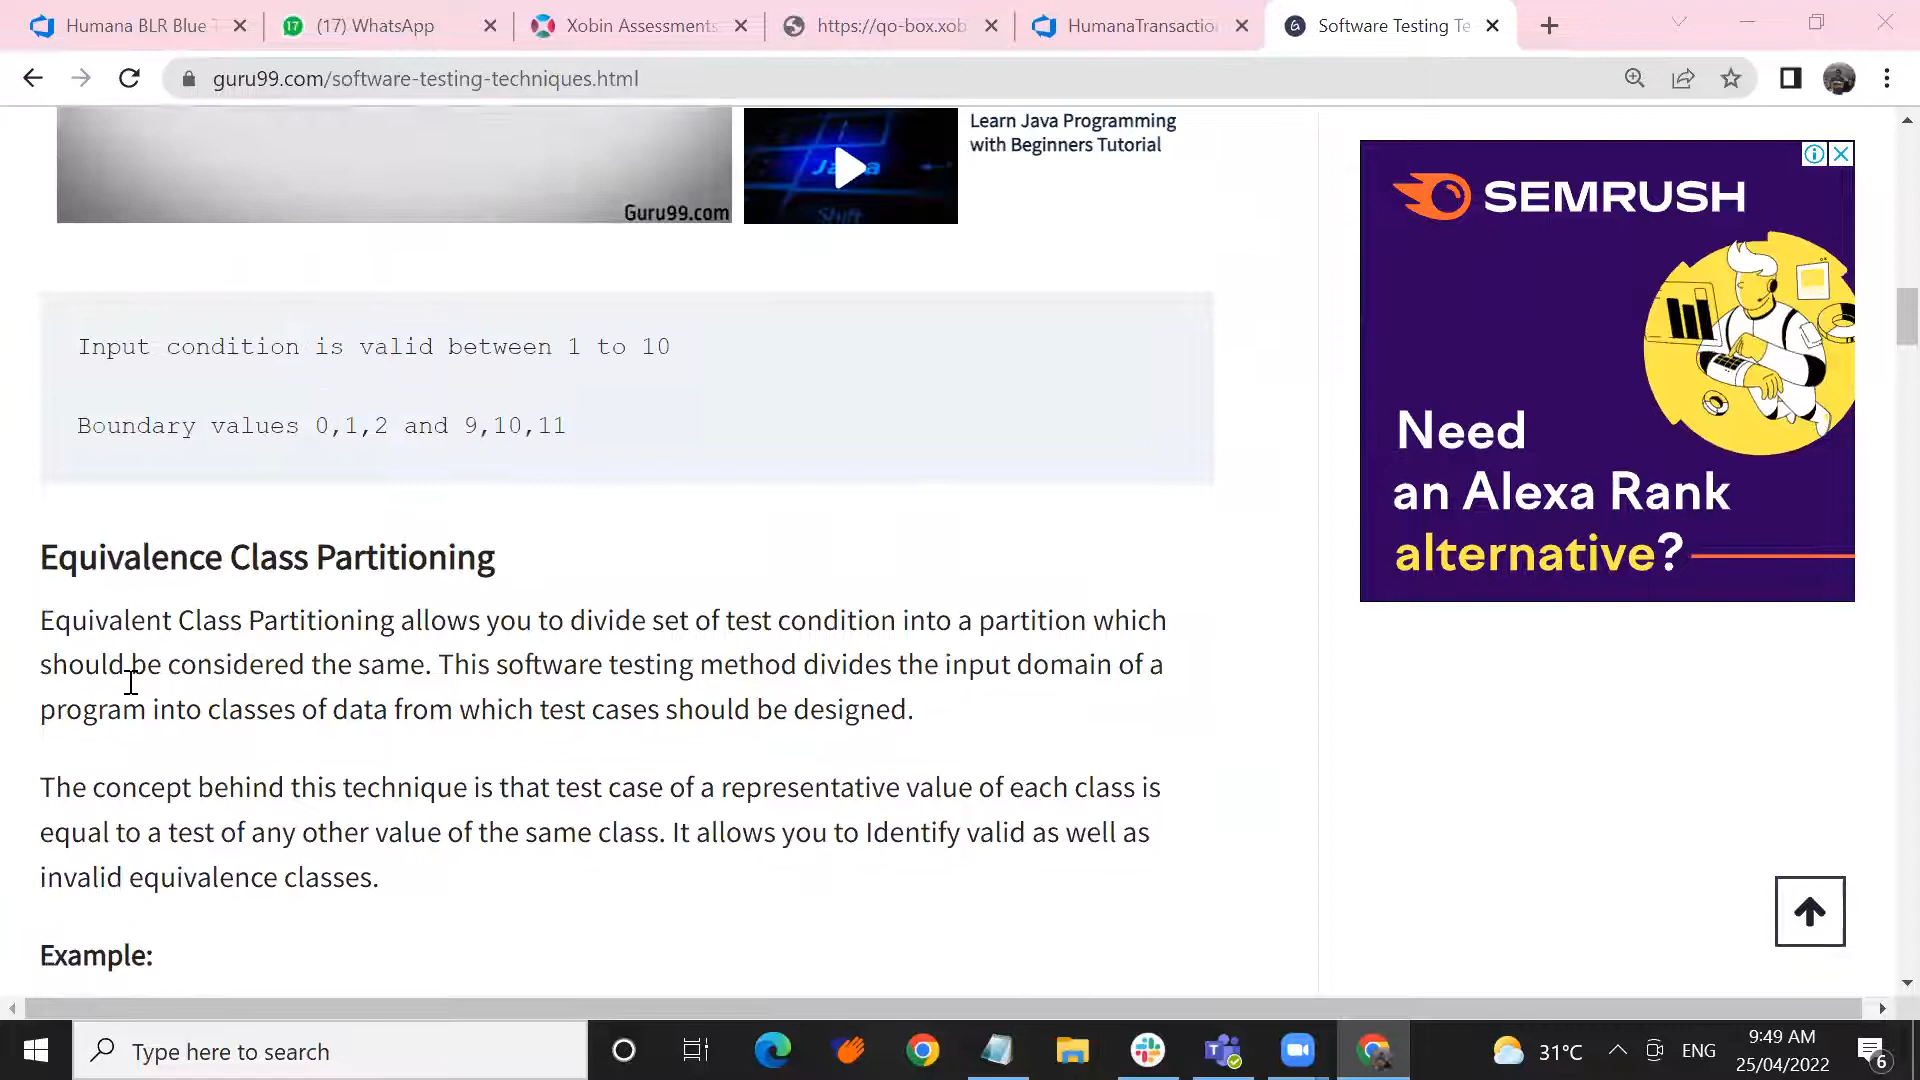 Humana BLR Blue T
(17) WhatsApp
Xobin Assessments
https://qo-box.xob
HumanaTransactio
Software Testing Te
guru99.com/software-testing-techniques.html
Guru99.com
Java
Shift
Learn Java Programming
with Beginners Tutorial
Input condition is valid between 1 to 10
Boundary values 0,1,2 and 9,10,11
Equivalence Class Partitioning
Equivalent Class Partitioning allows you to divide set of test condition into a partition which
should be considered the same. This software testing method divides the input domain of a
program into classes of data from which test cases should be designed.
The concept behind this technique is that test case of a representative value of each class is
equal to a test of any other value of the same class. It allows you to Identify valid as well as
invalid equivalence classes.
Example:
SEMRUSH
Need
an Alexa Rank
alternative?
Type here to search
31°C
ENG
9:49 AM
25/04/2022
6